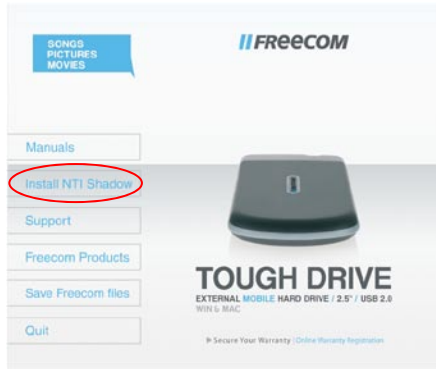 SONGS
PICTURES
MOVIES
FREECOM
Manuals
Install NTI Shadow
Support
Freecom Products
Save Freecom files
Quit
TOUGH DRIVE
EXTERNAL MOBILE HARD DRIVE / 2.5" / USB 2.0
WIN & MAC
Secure Your Warranty | Online Warranty Registration